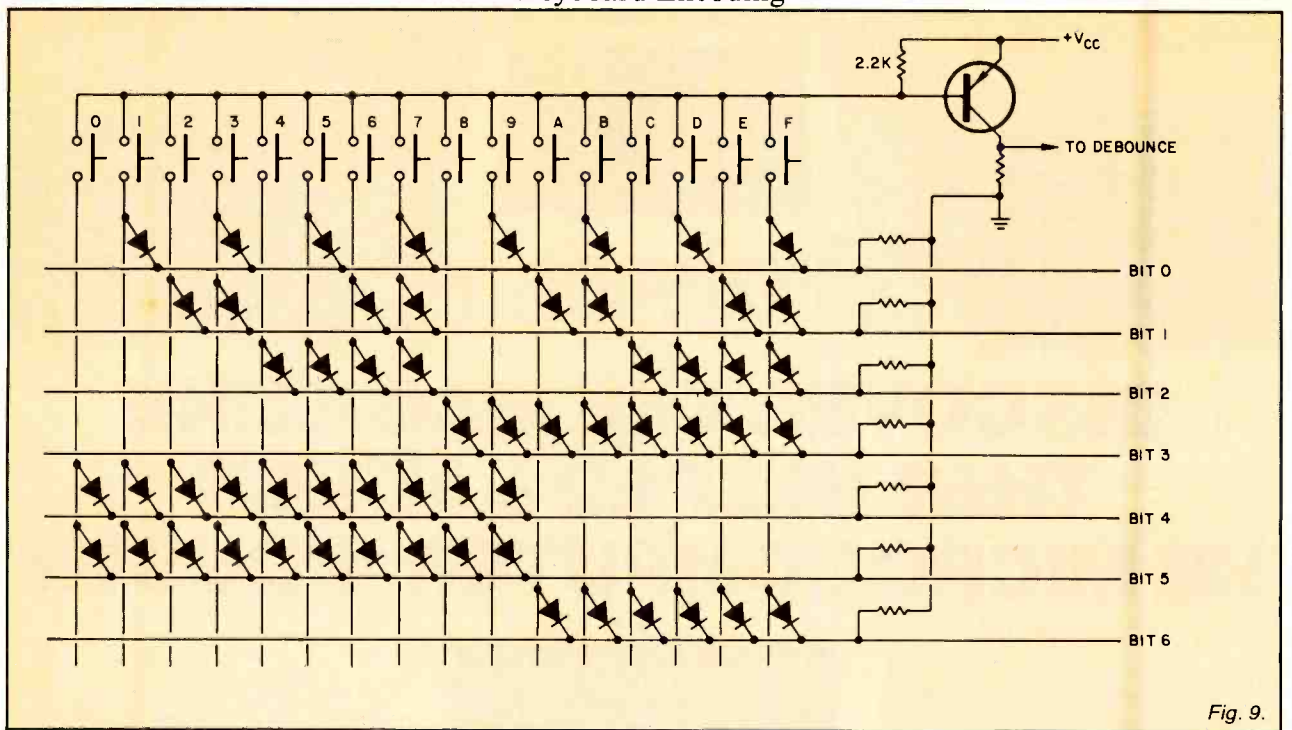 Encoding
+VCC
2.2K
0 1 2 3 4 5 6 7 8 9 A B C D E F
TO DEBOUNCE
BIT 0
BIT 1
BIT 2
BIT 3
BIT 4
BIT 5
BIT 6
Fig. 9.